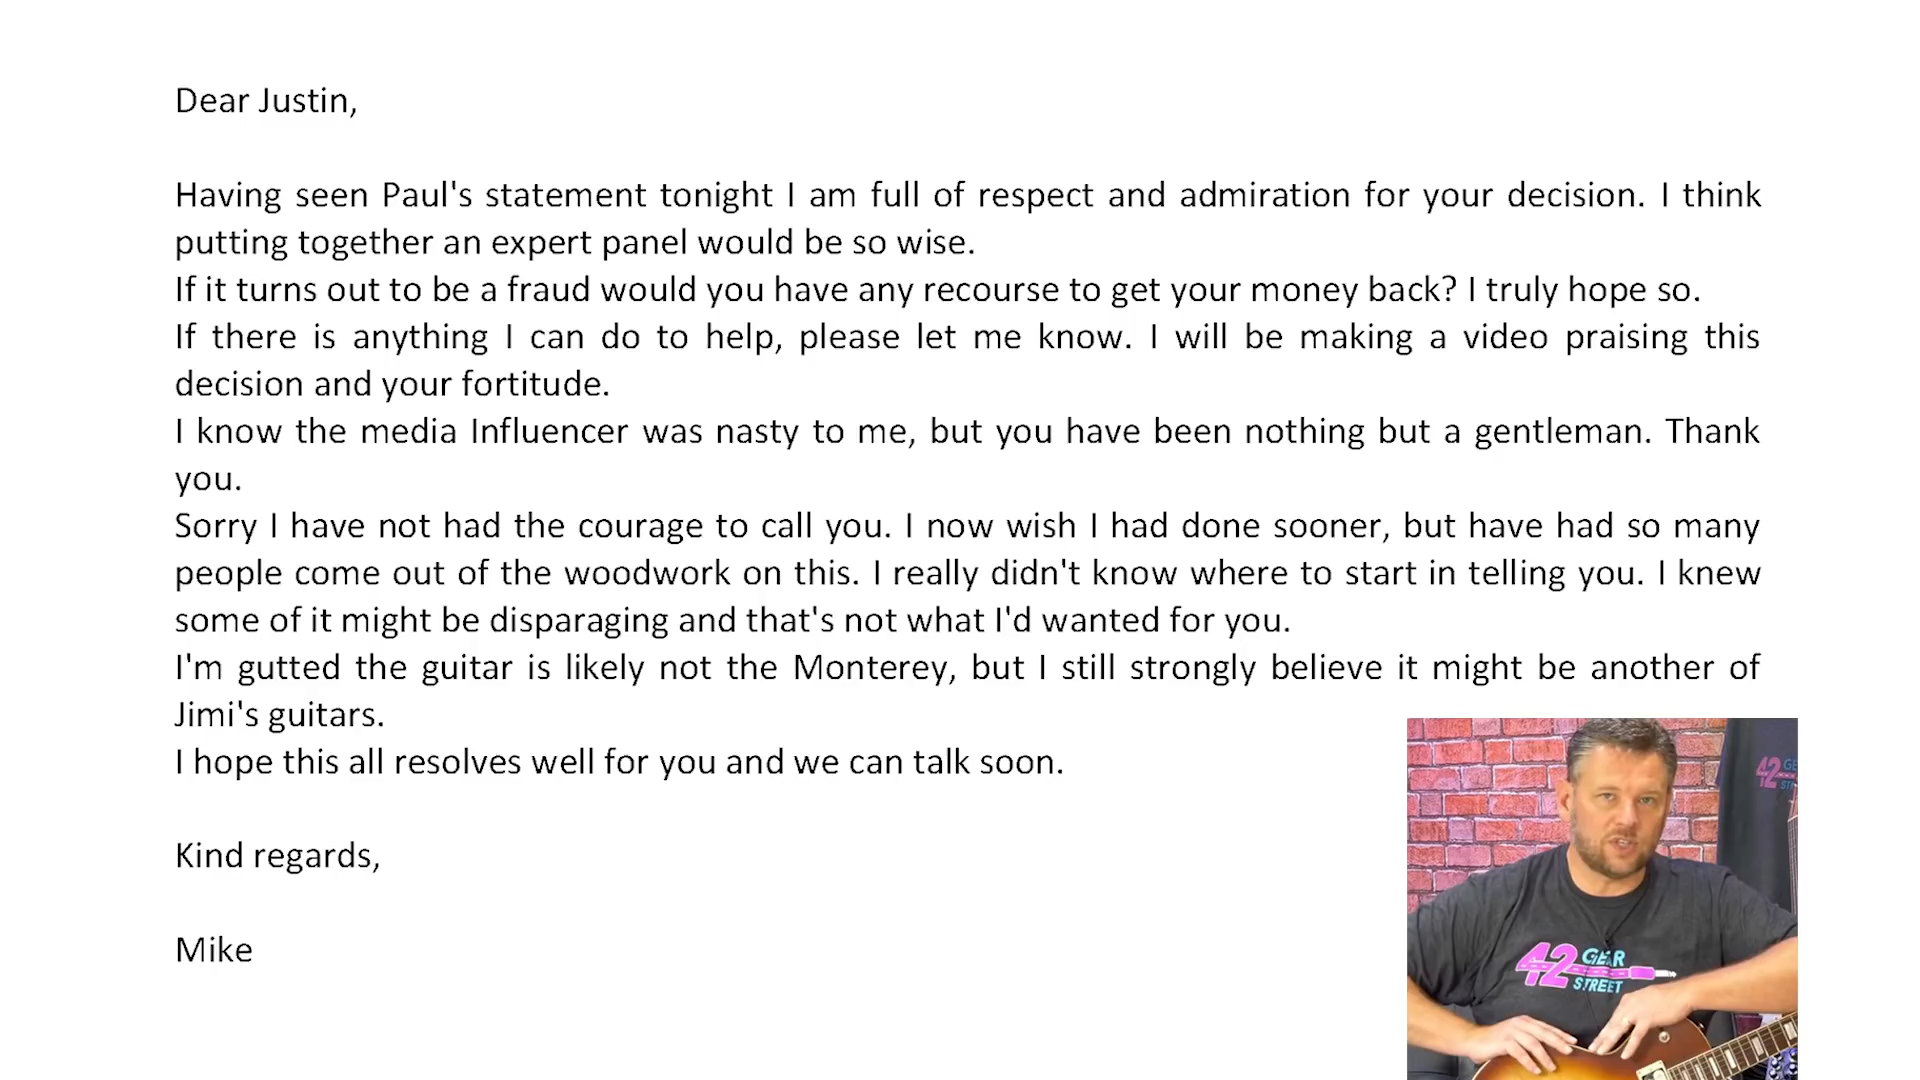 Dear Justin,
Having seen Paul's statement tonight I am full of respect and admiration for your decision. I think
putting together an expert panel would be so wise.
If it turns out to be a fraud would you have any recourse to get your money back? I truly hope so.
If there is anything I can do to help, please let me know. I will be making a video praising this
decision and your fortitude.
I know the media Influencer was nasty to me, but you have been nothing but a gentleman. Thank
you.
Sorry I have not had the courage to call you. I now wish I had done sooner, but have had so many
people come out of the woodwork on this. I really didn't know where to start in telling you. I knew
some of it might be disparaging and that's not what I'd wanted for you.
I'm gutted the guitar is likely not the Monterey, but I still strongly believe it might be another of
Jimi's guitars.
I hope this all resolves well for you and we can talk soon.
Kind regards,
Mike
42 GEAR
STREET
42